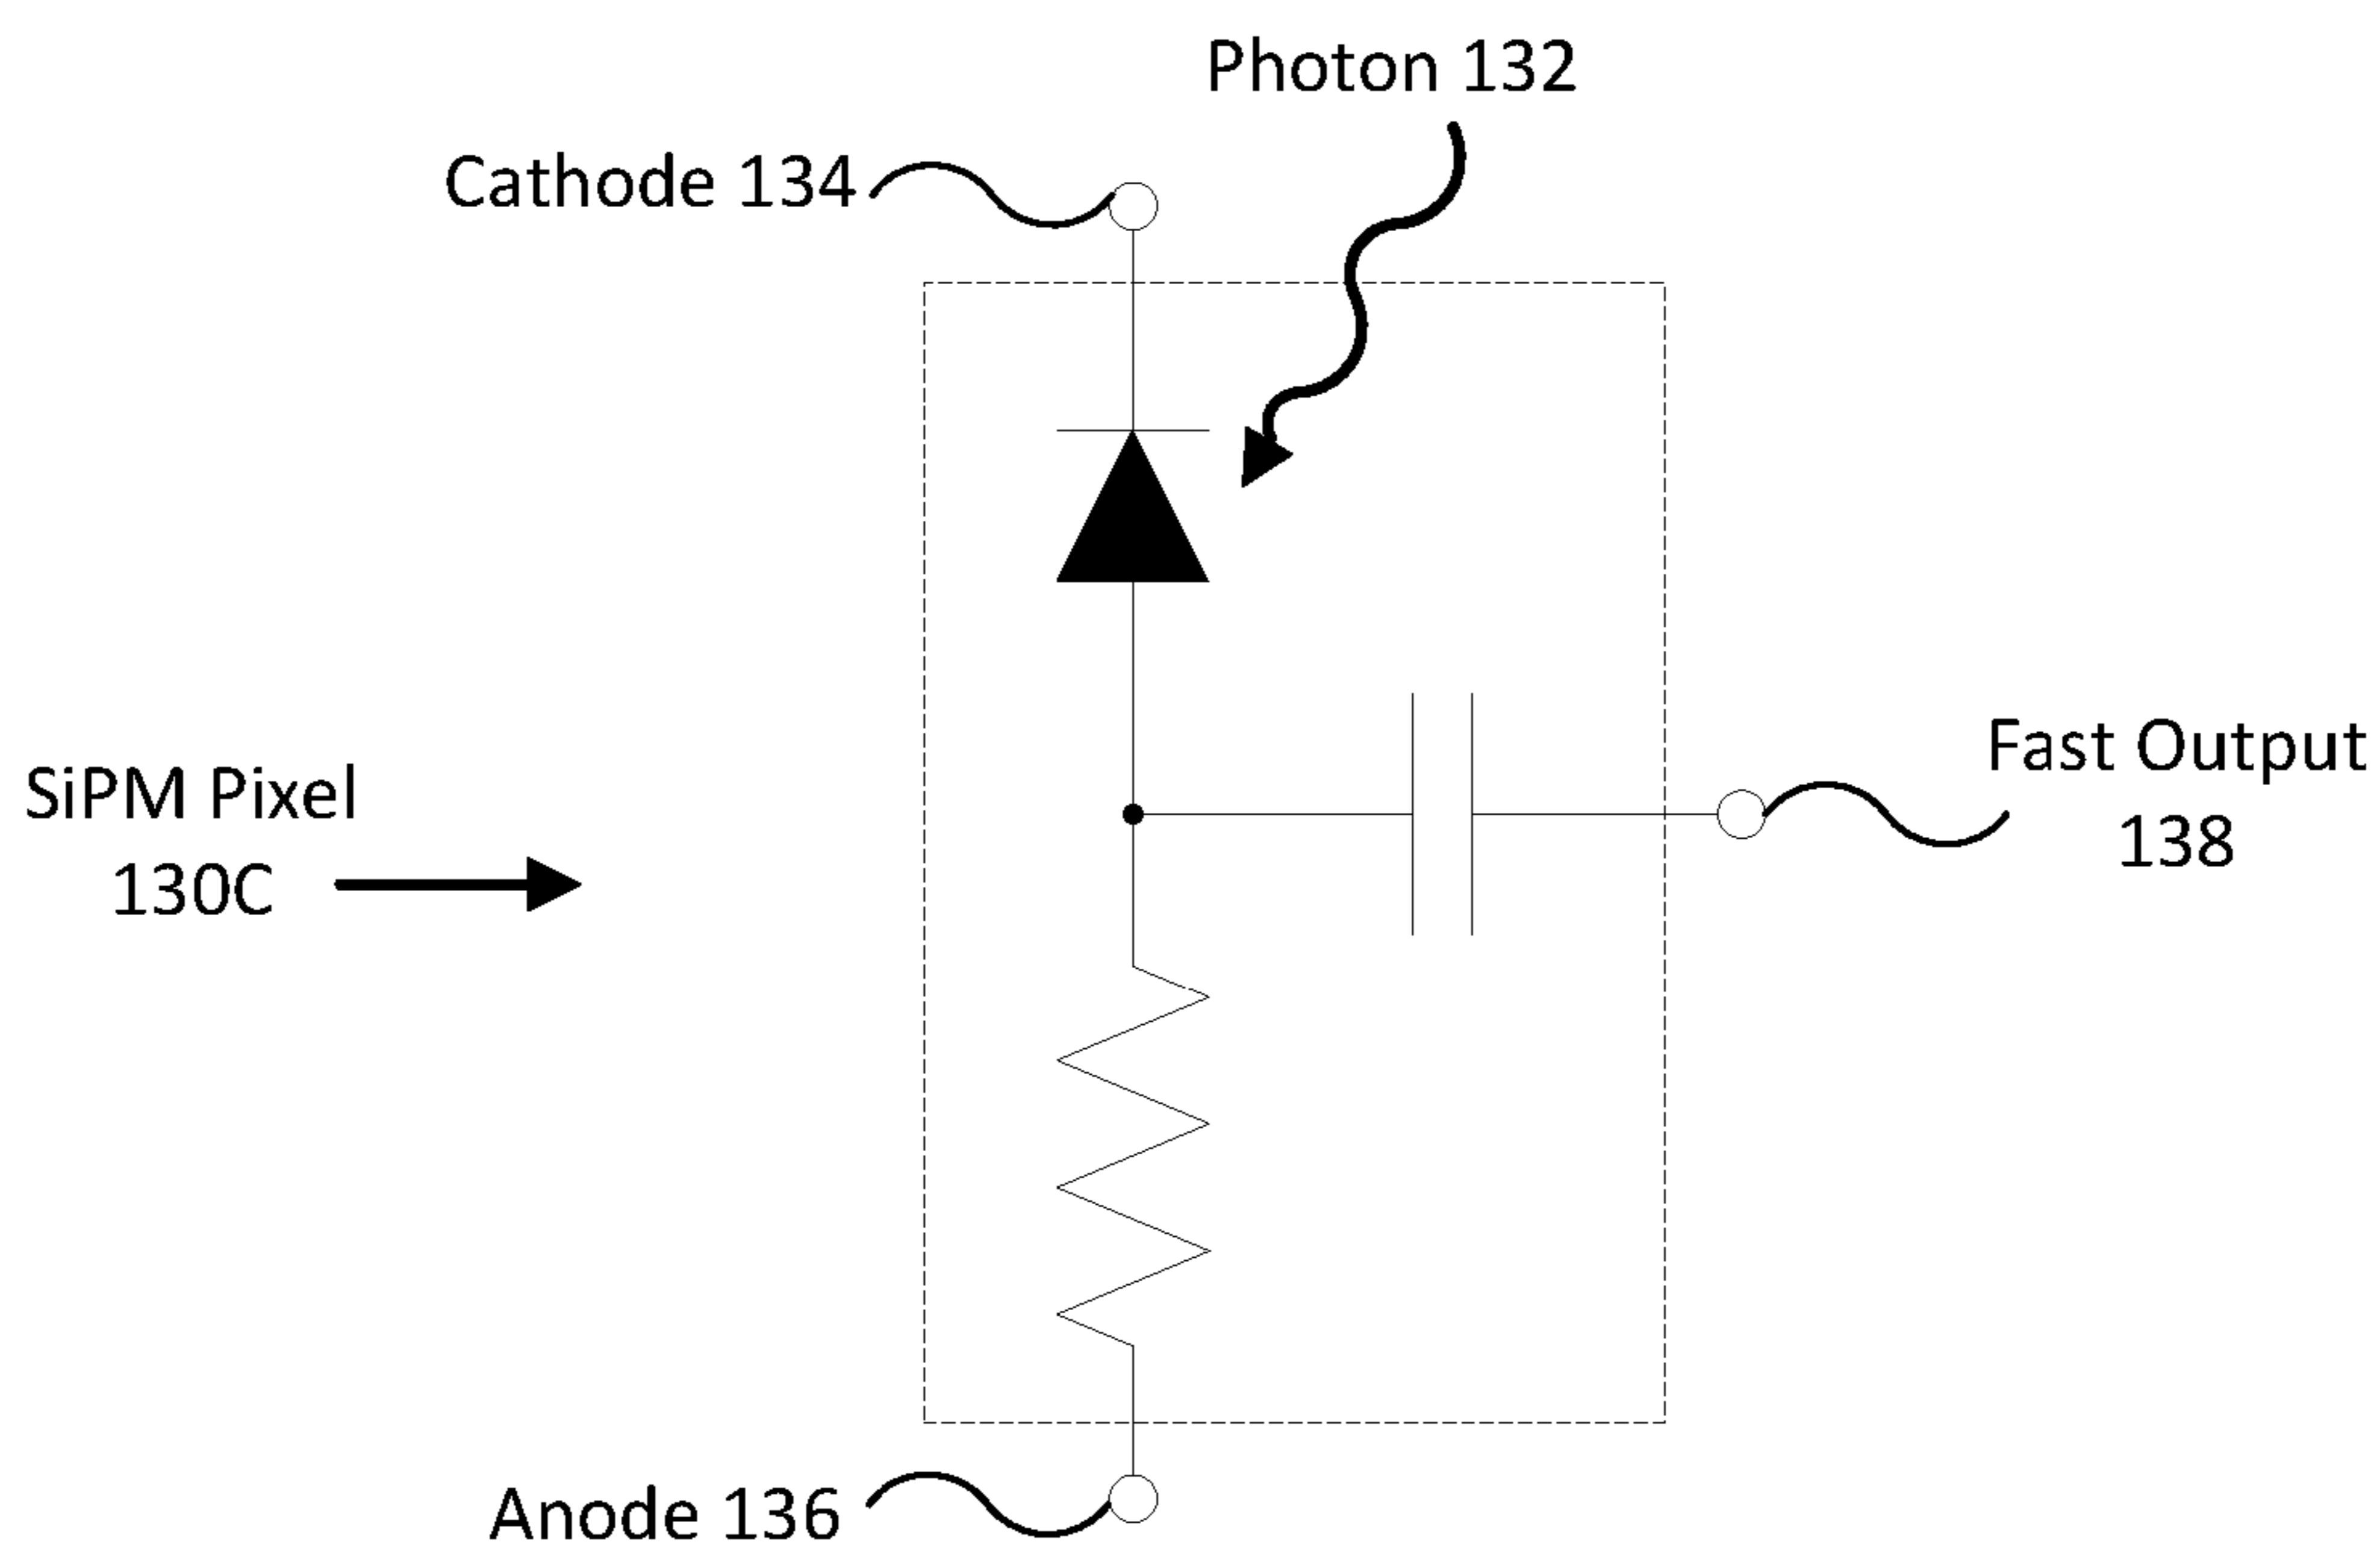 Photon 132
Cathode 134
SiPM Pixel
130C
Fast Output
138
Anode 136